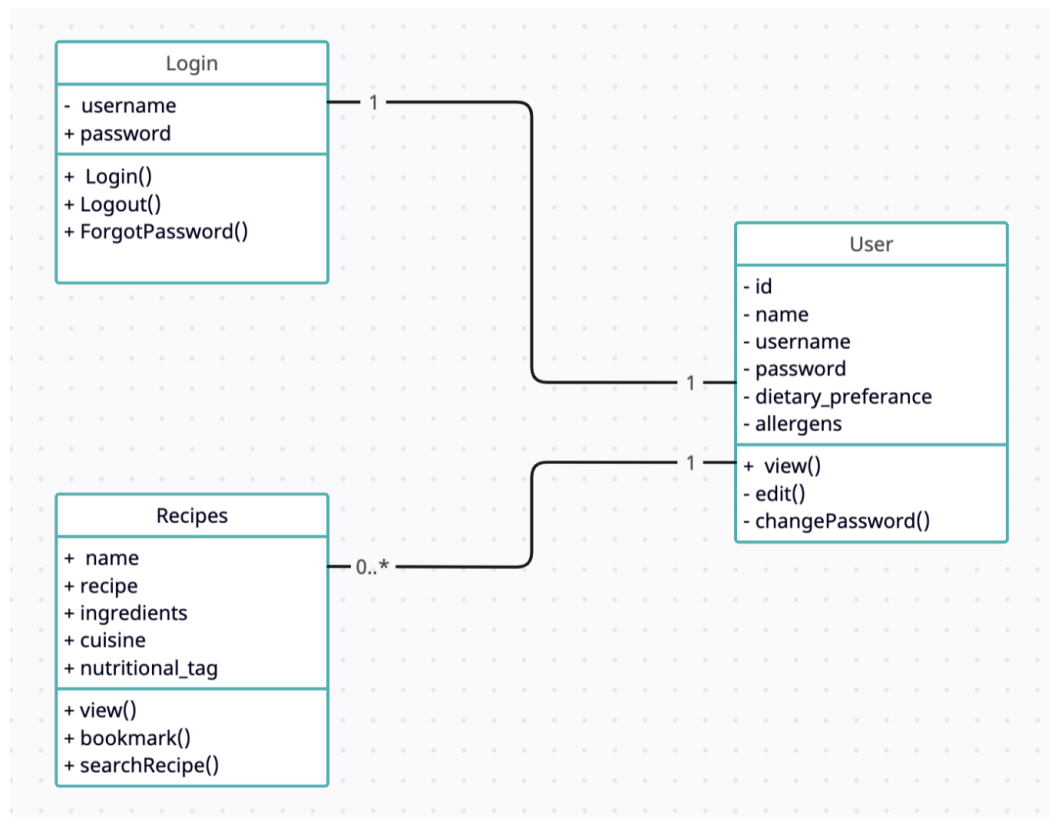 Login
- username
+ password
+ Login()
+ Logout()
+ ForgotPassword()
1
1
User
- id
- name
- username
- password
- dietary_preferance
- allergens
+ view()
- edit()
- changePassword()
1
0..*
Recipes
+ name
+ recipe
+ ingredients
+ cuisine
+ nutritional_tag
+ view()
+ bookmark()
+ searchRecipe()